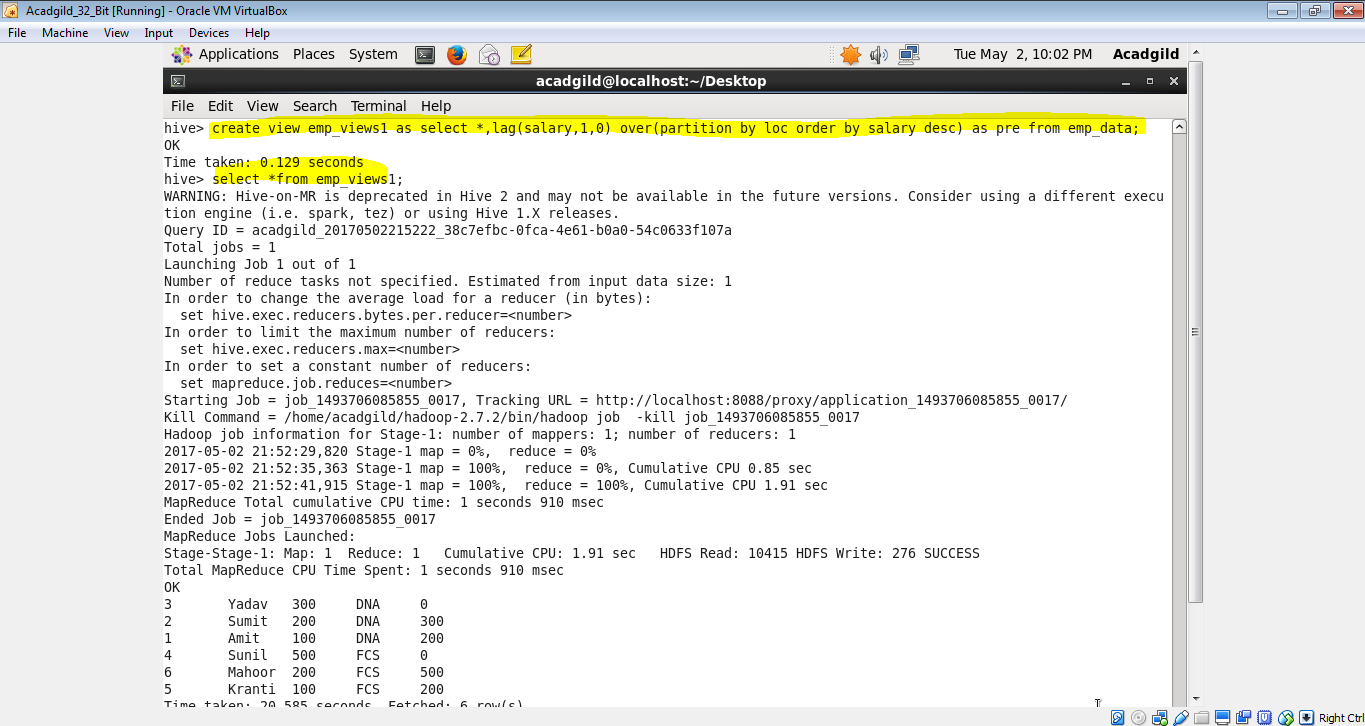 Acadgild_32_Bit [Running] - Oracle VM VirtualBox
File Machine View Input Devices Help
Applications Places System Tue May 2, 10:02 PM Acadgild
acadgild@localhost:~/Desktop
File Edit View Search Terminal Help
hive> create view emp_views1 as select *,lag(salary,1,0) over(partition by loc order by salary desc) as pre from emp_data;
OK
Time taken: 0.129 seconds
hive> select *from emp_views1;
WARNING: Hive-on-MR is deprecated in Hive 2 and may not be available in the future versions. Consider using a different execu
tion engine (i.e. spark, tez) or using Hive 1.X releases.
Query ID = acadgild_20170502215222_38c7efbc-0fca-4e61-b0a0-54c0633f107a
Total jobs = 1
Launching Job 1 out of 1
Number of reduce tasks not specified. Estimated from input data size: 1
In order to change the average load for a reducer (in bytes):
  set hive.exec.reducers.bytes.per.reducer=<number>
In order to limit the maximum number of reducers:
  set hive.exec.reducers.max=<number>
In order to set a constant number of reducers:
  set mapreduce.job.reduces=<number>
Starting Job = job_1493706085855_0017, Tracking URL = http://localhost:8088/proxy/application_1493706085855_0017/
Kill Command = /home/acadgild/hadoop-2.7.2/bin/hadoop job  -kill job_1493706085855_0017
Hadoop job information for Stage-1: number of mappers: 1; number of reducers: 1
2017-05-02 21:52:29,820 Stage-1 map = 0%,  reduce = 0%
2017-05-02 21:52:35,363 Stage-1 map = 100%,  reduce = 0%, Cumulative CPU 0.85 sec
2017-05-02 21:52:41,915 Stage-1 map = 100%,  reduce = 100%, Cumulative CPU 1.91 sec
MapReduce Total cumulative CPU time: 1 seconds 910 msec
Ended Job = job_1493706085855_0017
MapReduce Jobs Launched:
Stage-Stage-1: Map: 1  Reduce: 1   Cumulative CPU: 1.91 sec   HDFS Read: 10415 HDFS Write: 276 SUCCESS
Total MapReduce CPU Time Spent: 1 seconds 910 msec
OK
3 Yadav 300 DNA 0
2 Sumit 200 DNA 300
1 Amit 100 DNA 200
4 Sunil 500 FCS 0
6 Mahoor 200 FCS 500
5 Kranti 100 FCS 200
Time taken: 20.585 seconds, Fetched: 6 row(s)
Right Ctrl